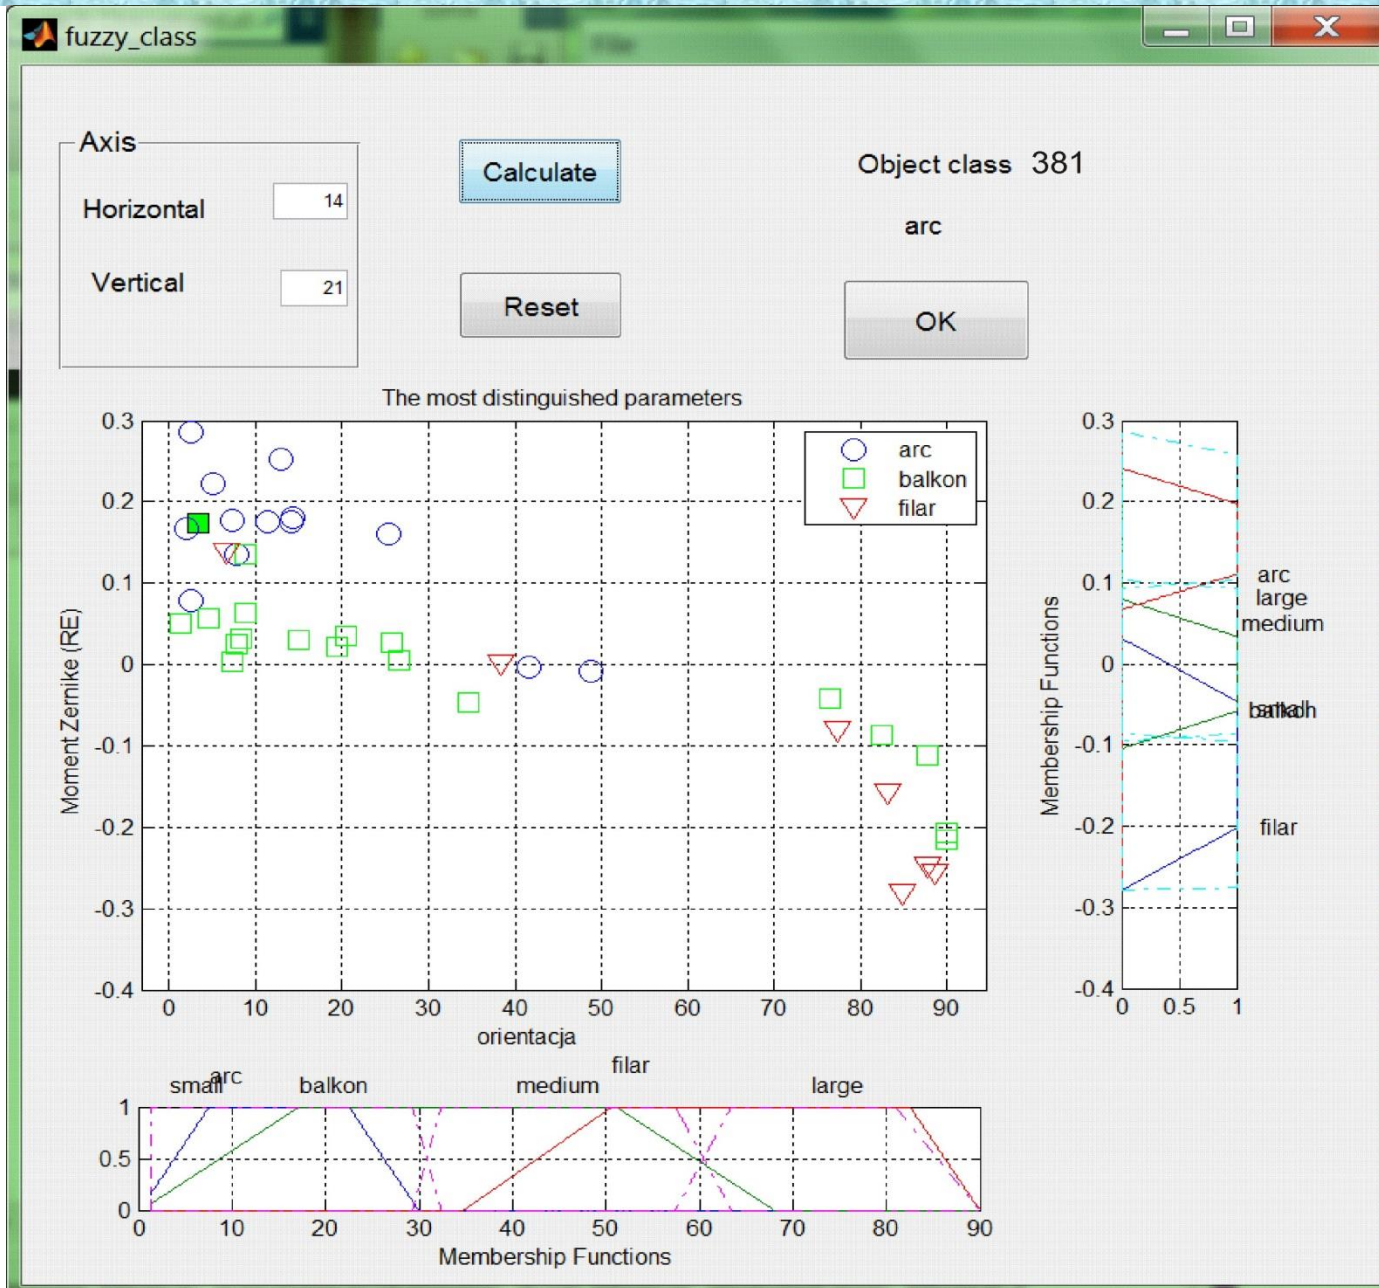 fuzzy_class
Axis
Horizontal 14
Vertical 21
Calculate
Reset
Object class 381
arc
OK
The most distinguished parameters
0.3
0.2
0.1
0
-0.1
-0.2
-0.3
-0.4
Moment Zernike (RE)
arc
balkon
filar
0 10 20 30 40 50 60 70 80 90
orientacja
0.3
0.2
0.1
0
-0.1
-0.2
-0.3
-0.4
Membership Functions
arc
large
medium
balkon
small
filar
0 0.5 1
filar
small arc balkon medium large
1
0.5
0
0 10 20 30 40 50 60 70 80 90
Membership Functions